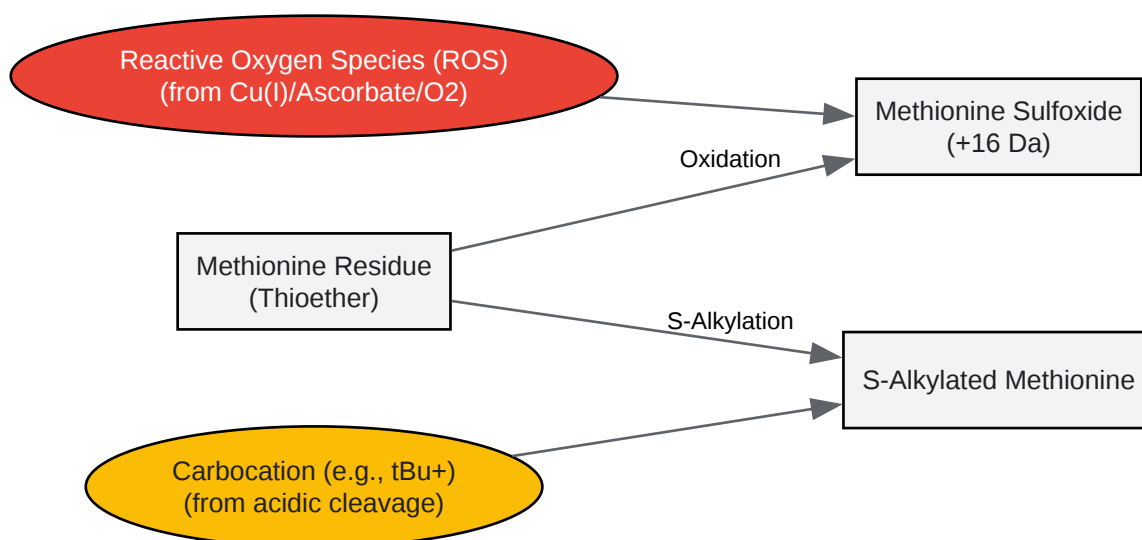 Reactive Oxygen Species (ROS)
(from Cu(I)/Ascorbate/O2)
Methionine Sulfoxide
(+16 Da)
Oxidation
Methionine Residue
(Thioether)
S-Alkylation
S-Alkylated Methionine
Carbocation (e.g., tBu+)
(from acidic cleavage)